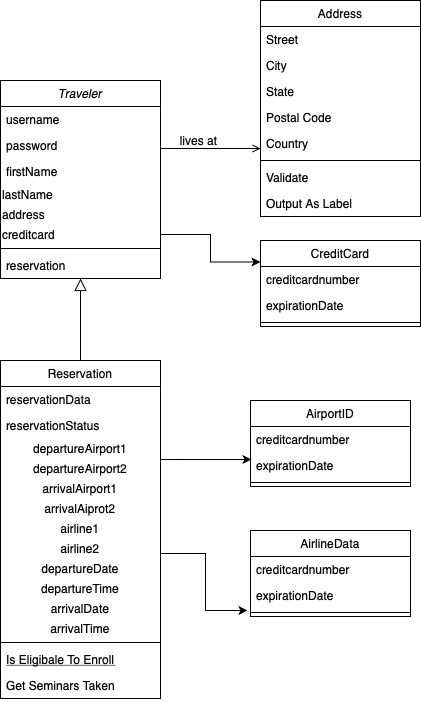 Address
Street
City
State
Postal Code
Country
Validate
Output As Label
Traveler
username
password
firstName
lastName
address
creditcard
reservation
lives at
CreditCard
creditcardnumber
expirationDate
Reservation
reservationData
reservationStatus
departureAirport1
departureAirport2
arrivalAirport1
arrivalAiprot2
airline1
airline2
departureDate
departureTime
arrivalDate
arrivalTime
Is Eligibale To Enroll
Get Seminars Taken
AirportID
creditcardnumber
expirationDate
AirlineData
creditcardnumber
expirationDate